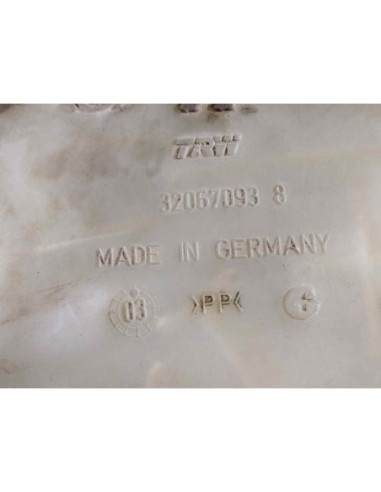 TRW
32067093 8
MADE IN GERMANY
03 >PP<